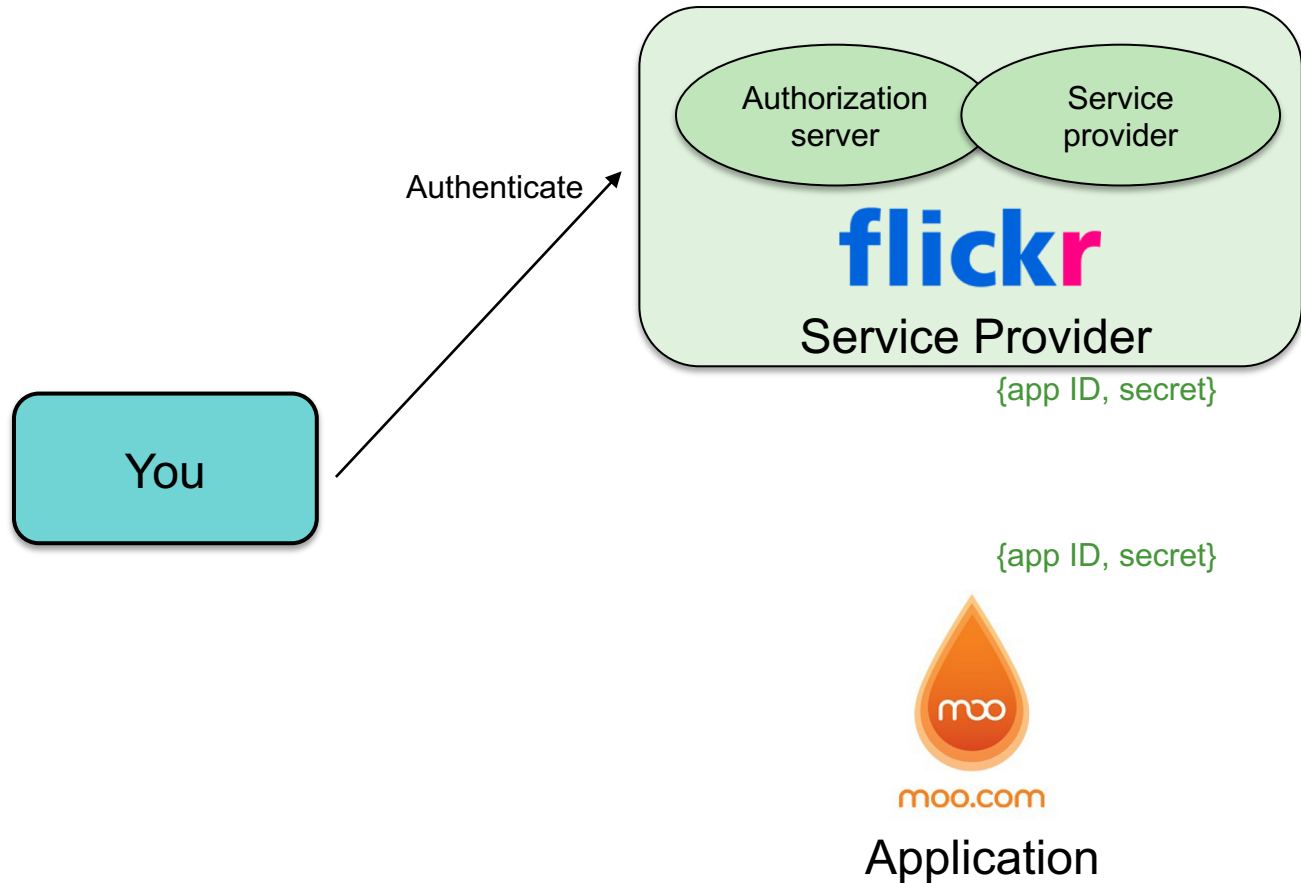 Authorization
server
Service
provider
Authenticate
flickr
Service Provider
{app ID, secret}
You
{app ID, secret}
moo
moo.com
Application